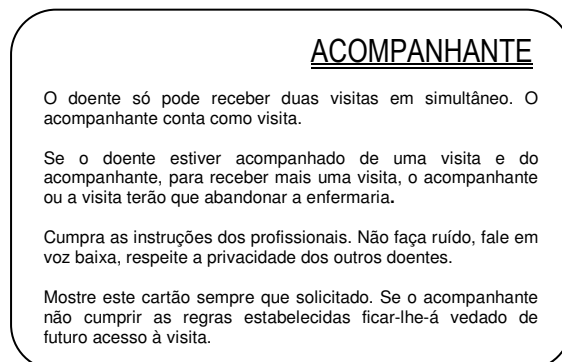 ACOMPANHANTE
O doente só pode receber duas visitas em simultâneo. O
acompanhante conta como visita.
Se o doente estiver acompanhado de uma visita e do
acompanhante, para receber mais uma visita, o acompanhante
ou a visita terão que abandonar a enfermaria.
Cumpra as instruções dos profissionais. Não faça ruído, fale em
voz baixa, respeite a privacidade dos outros doentes.
Mostre este cartão sempre que solicitado. Se o acompanhante
não cumprir as regras estabelecidas ficar-lhe-á vedado de
futuro acesso à visita.